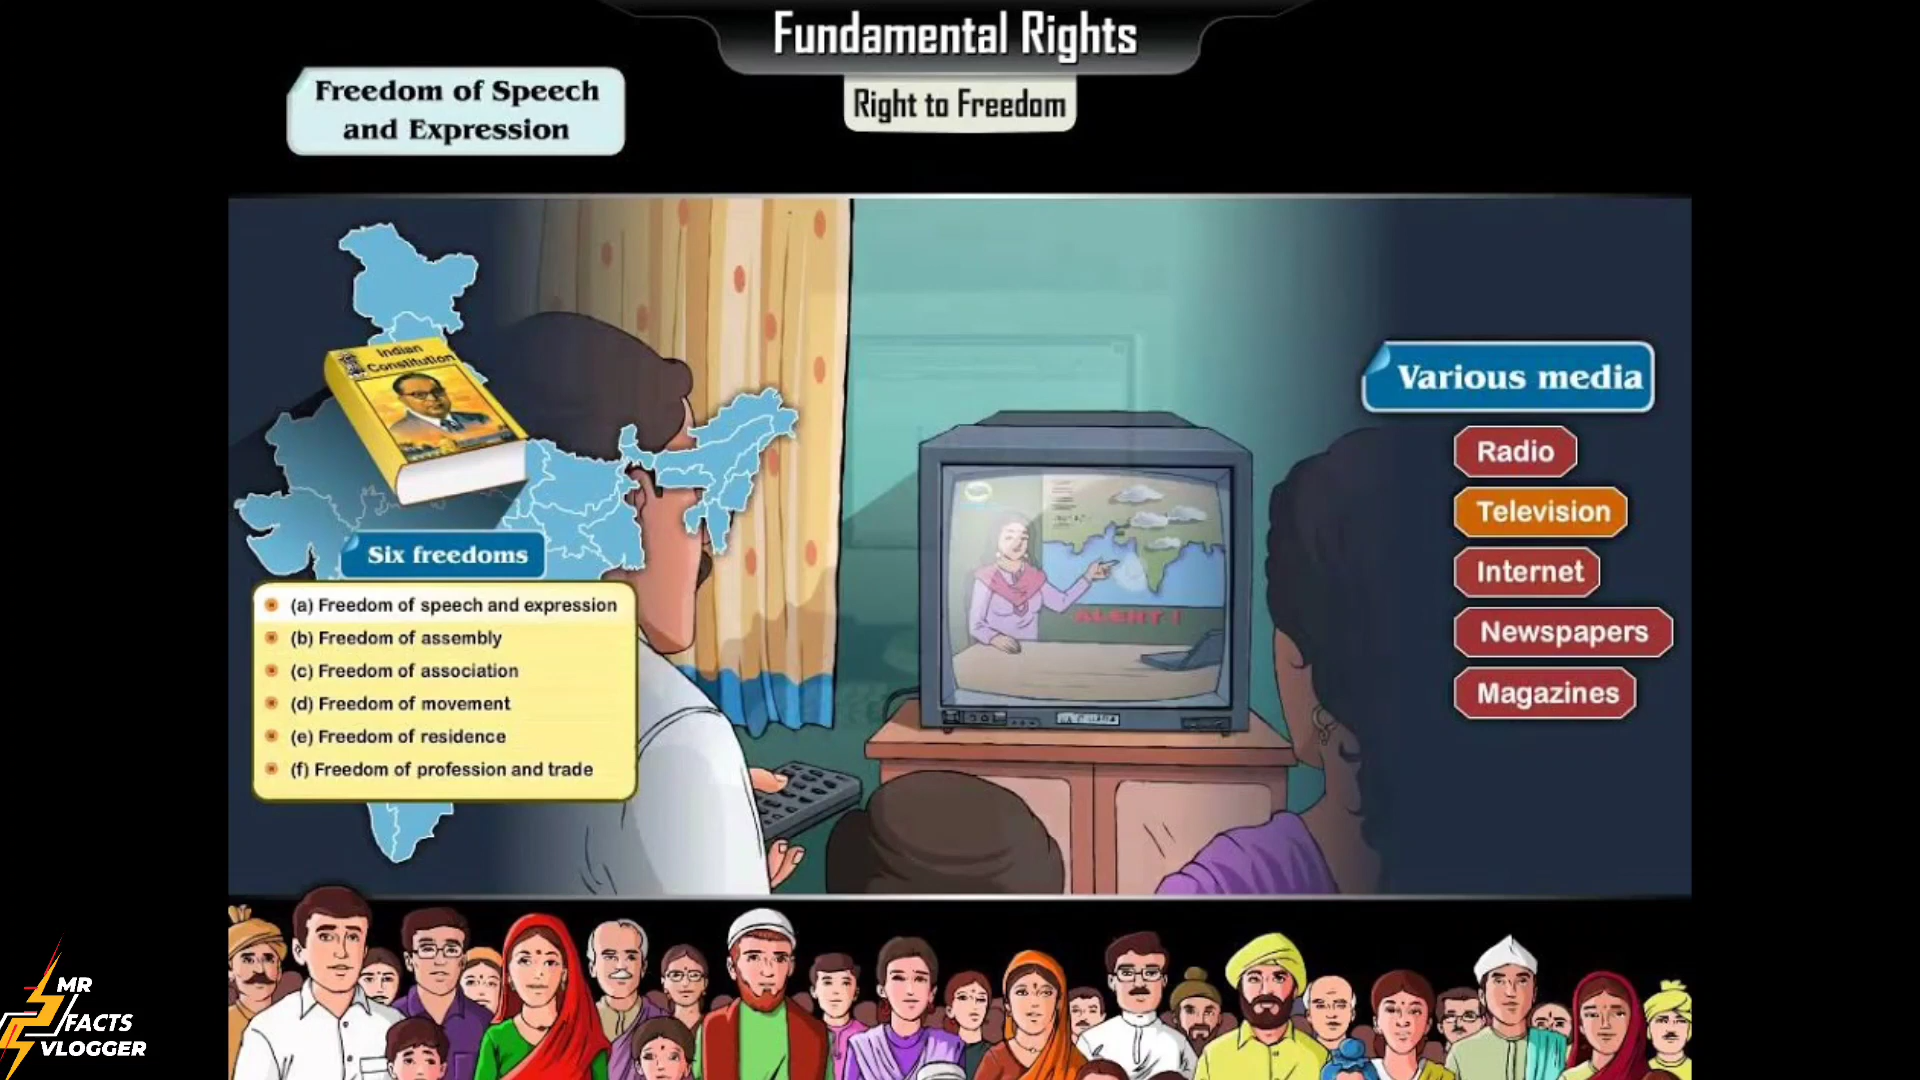 Fundamental Rights
Right to Freedom
Freedom of Speech
and Expression
Indian
Constitution
Six freedoms
(a) Freedom of speech and expression
(b) Freedom of assembly
(c) Freedom of association
(d) Freedom of movement
(e) Freedom of residence
(f) Freedom of profession and trade
ALERT !
Various media
Radio
Television
Internet
Newspapers
Magazines
MR
FACTS
VLOGGER